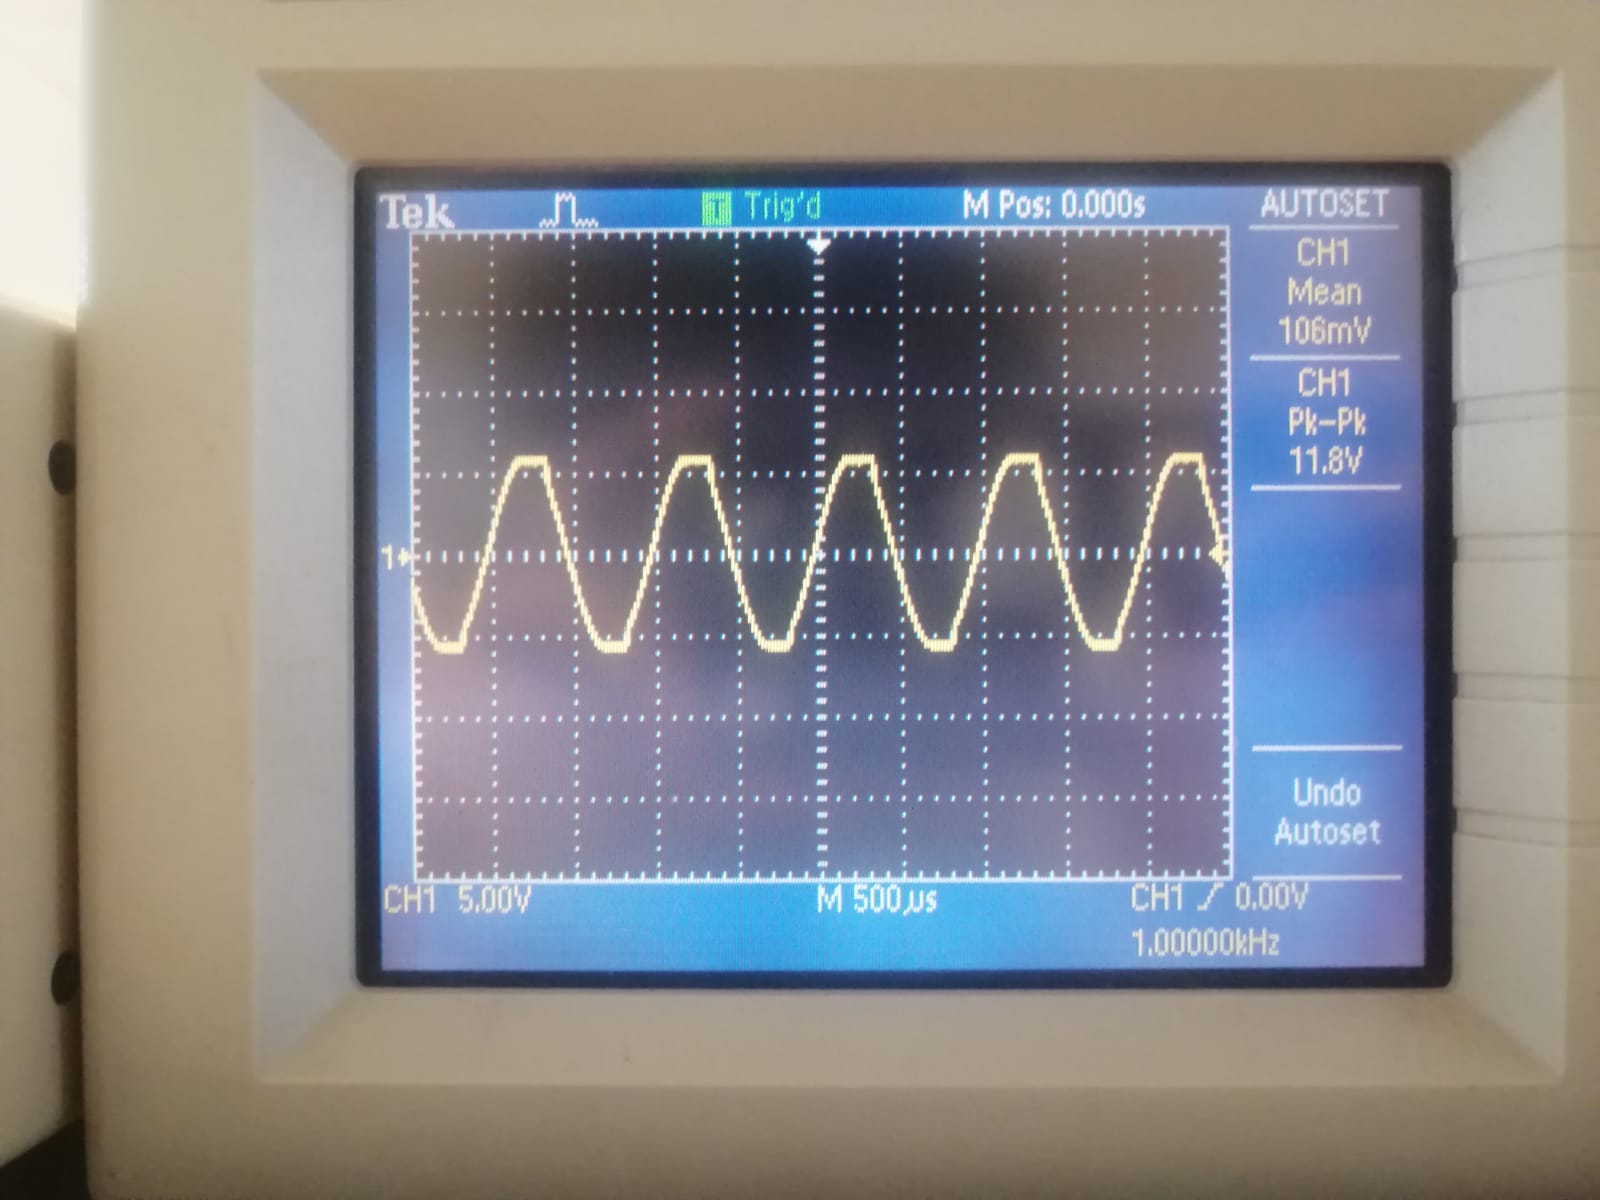 Tek T Trig'd M Pos: 0.000s AUTOSET
CH1
Mean
106mV
CH1
Pk-Pk
11.8V
1
Undo
Autoset
CH1 5.00V M 500µs CH1 0.00V
1.00000kHz